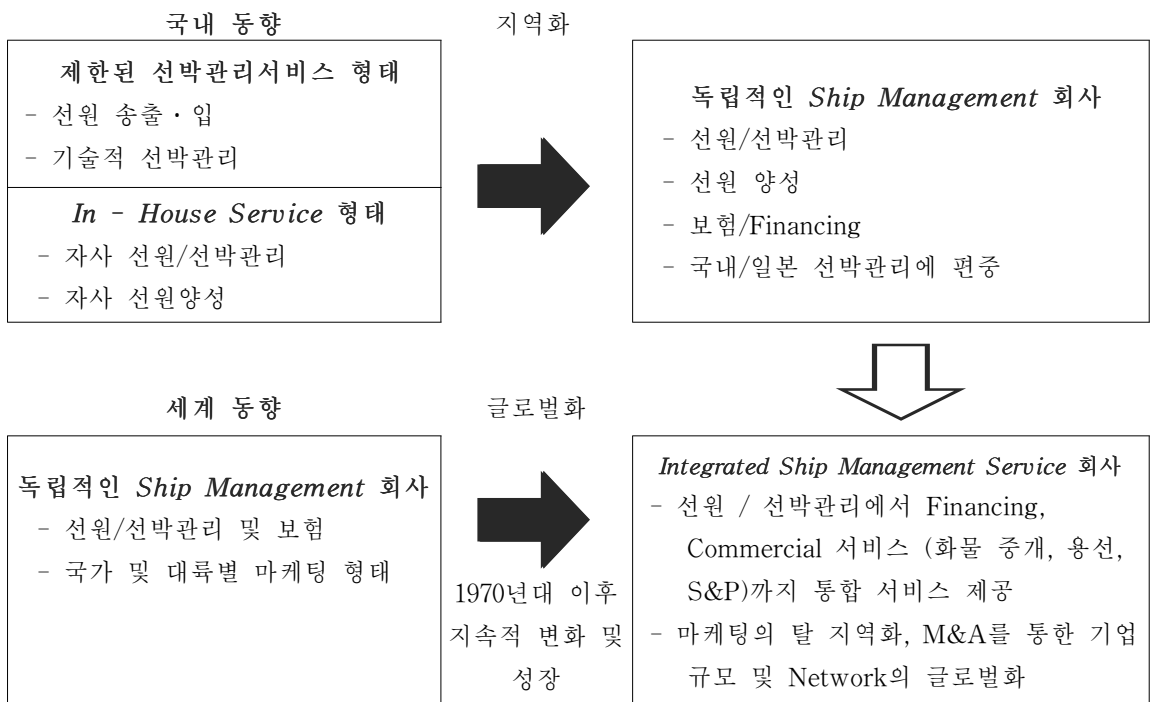 국내 동향
지역화
제한된 선박관리서비스 형태
- 선원 송출·입
- 기술적 선박관리
In - House Service 형태
- 자사 선원/선박관리
- 자사 선원양성
독립적인 Ship Management 회사
- 선원/선박관리
- 선원 양성
- 보험/Financing
- 국내/일본 선박관리에 편중
세계 동향
글로벌화
독립적인 Ship Management 회사
- 선원/선박관리 및 보험
- 국가 및 대륙별 마케팅 형태
1970년대 이후
지속적 변화 및
성장
Integrated Ship Management Service 회사
- 선원 / 선박관리에서 Financing,
Commercial 서비스 (화물 중개, 용선,
S&P)까지 통합 서비스 제공
- 마케팅의 탈 지역화, M&A를 통한 기업
규모 및 Network의 글로벌화